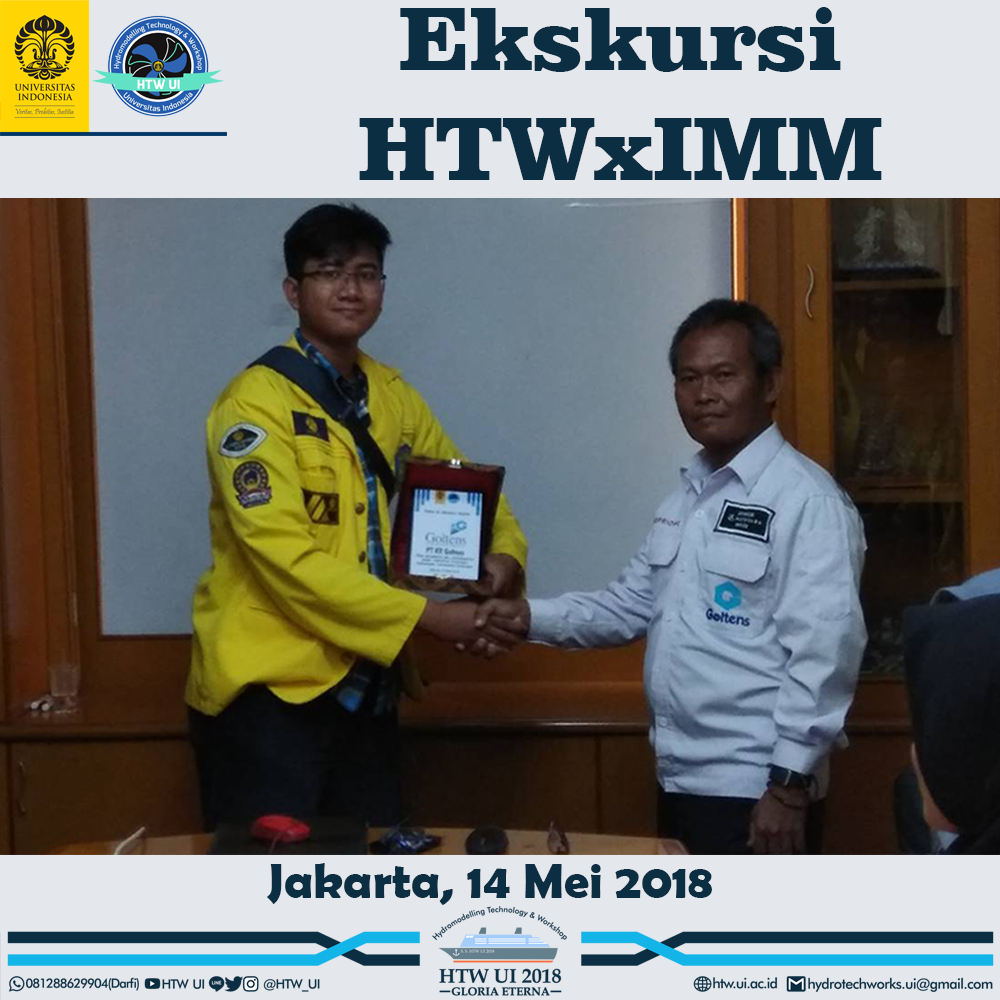 Ekskursi
HTWxIMM
UNIVERSITAS
INDONESIA
Veritas, Probitas, Iustitia
Hydromodelling Technology & Workshop
HTW UI
Universitas Indonesia
Goltens
PT KTI Goltens
Goltens
Jakarta, 14 Mei 2018
Hydromodelling Technology & Workshop
HTW UI 2018
GLORIA ETERNA
081288629904(Darfi) HTW UI @HTW_UI
htw.ui.ac.id hydrotechworks.ui@gmail.com